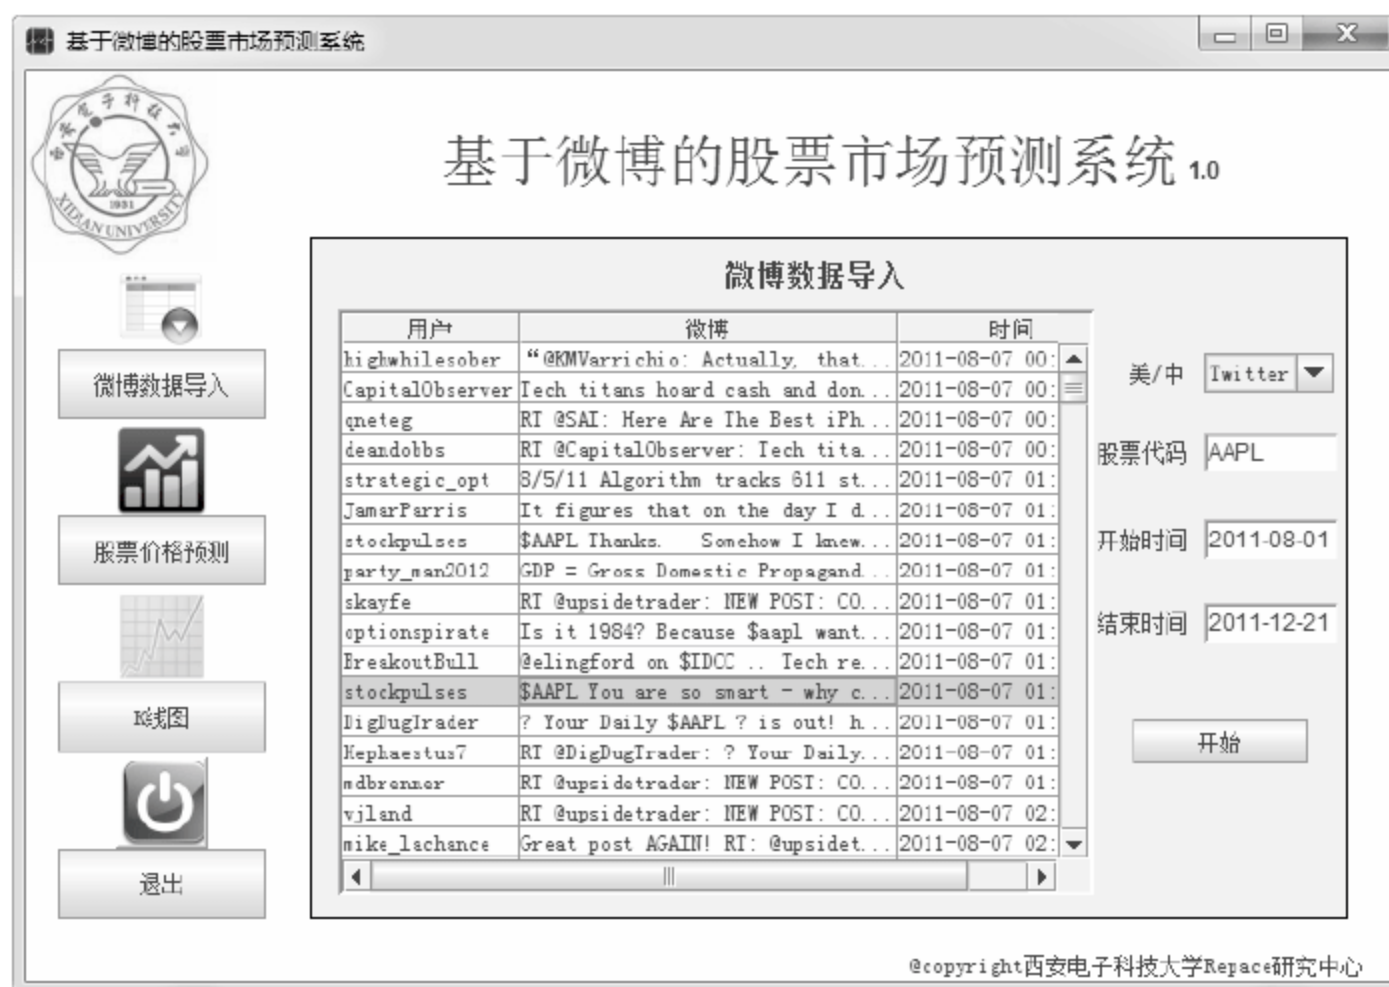 基于微博的股票市场预测系统
西安电子科技大学
1931
XIDIAN UNIVERSITY
基于微博的股票市场预测系统 1.0
微博数据导入
股票价格预测
K线图
退出
微博数据导入
用户 微博 时间
highwhilesober “@KMVarrichio: Actually, that... 2011-08-07 00:
CapitalObserver Tech titans hoard cash and don... 2011-08-07 00:
qneteg RT @SAI: Here Are The Best iPh... 2011-08-07 00:
deandobbs RT @CapitalObserver: Tech tita... 2011-08-07 00:
strategic_opt 8/5/11 Algorithm tracks 611 st... 2011-08-07 01:
JamarParris It figures that on the day I d... 2011-08-07 01:
stockpulses $AAPL Thanks. Somehow I knew... 2011-08-07 01:
party_man2012 GDP = Gross Domestic Propagand... 2011-08-07 01:
skayfe RT @upsidetrader: NEW POST: CO... 2011-08-07 01:
optionspirate Is it 1984? Because $aapl want... 2011-08-07 01:
BreakoutBull @elingford on $IDCC .. Tech re... 2011-08-07 01:
stockpulses $AAPL You are so smart - why c... 2011-08-07 01:
DigDugTrader ? Your Daily $AAPL ? is out! h... 2011-08-07 01:
Hephaestus7 RT @DigDugTrader: ? Your Daily... 2011-08-07 01:
mdbrenner RT @upsidetrader: NEW POST: CO... 2011-08-07 01:
vjland RT @upsidetrader: NEW POST: CO... 2011-08-07 02:
mike_lachance Great post AGAIN! RT: @upsidet... 2011-08-07 02:
美/中 Twitter
股票代码 AAPL
开始时间 2011-08-01
结束时间 2011-12-21
开始
@copyright西安电子科技大学Repace研究中心